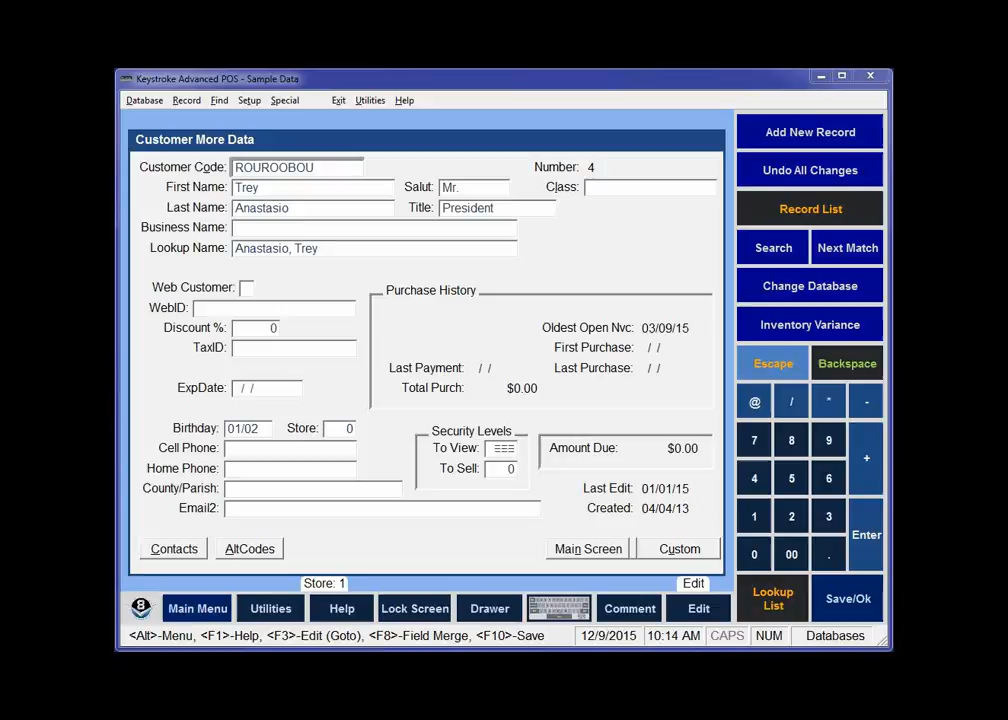 Keystroke Advanced POS - Sample Data
Database Record Find Setup Special Exit Utilities Help
Customer More Data
Customer Code: ROUROOBOU Number: 4
First Name: Trey Salut: Mr. Class:
Last Name: Anastasio Title: President
Business Name:
Lookup Name: Anastasio, Trey
Web Customer:
WebID:
Discount %: 0
TaxID:
ExpDate: / /
Purchase History
Oldest Open Nvc: 03/09/15
First Purchase: / /
Last Payment: / / Last Purchase: / /
Total Purch: $0.00
Birthday: 01/02 Store: 0
Cell Phone:
Home Phone:
County/Parish:
Email2:
Security Levels
To View: ===
To Sell: 0
Amount Due: $0.00
Last Edit: 01/01/15
Created: 04/04/13
Contacts AltCodes Main Screen Custom
Store: 1 Edit
8 Main Menu Utilities Help Lock Screen Drawer Comment Edit
<Alt>-Menu, <F1>-Help, <F3>-Edit (Goto), <F8>-Field Merge, <F10>-Save 12/9/2015 10:14 AM CAPS NUM Databases
Add New Record
Undo All Changes
Record List
Search Next Match
Change Database
Inventory Variance
Escape Backspace
@ / * -
7 8 9 +
4 5 6
1 2 3 Enter
0 00 .
Lookup
List
Save/Ok